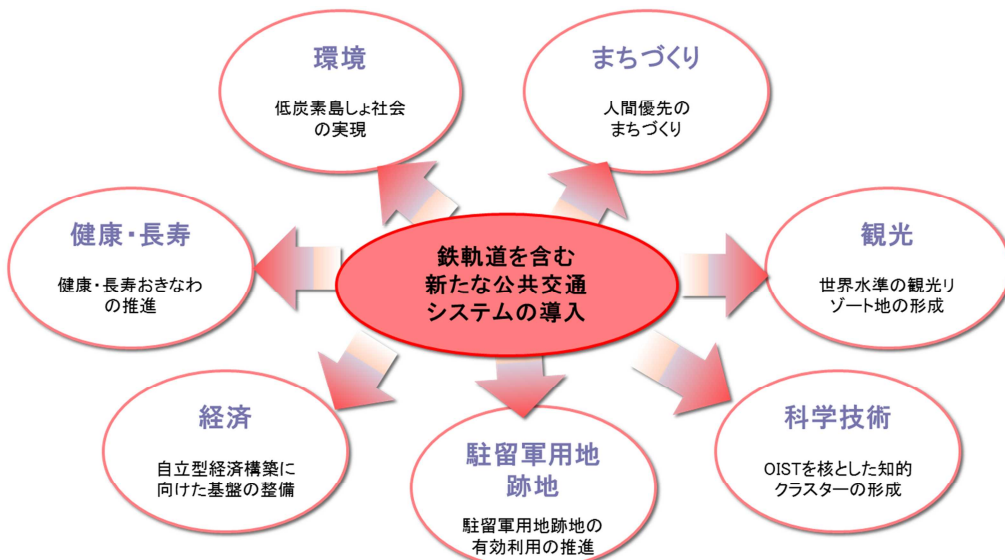 環境
低炭素島しょ社会
の実現
まちづくり
人間優先の
まちづくり
健康・長寿
健康・長寿おきなわ
の推進
鉄軌道を含む
新たな公共交通
システムの導入
観光
世界水準の観光リ
ゾート地の形成
経済
自立型経済構築に
向けた基盤の整備
駐留軍用地
跡地
駐留軍用地跡地の
有効利用の推進
科学技術
OISTを核とした知的
クラスターの形成